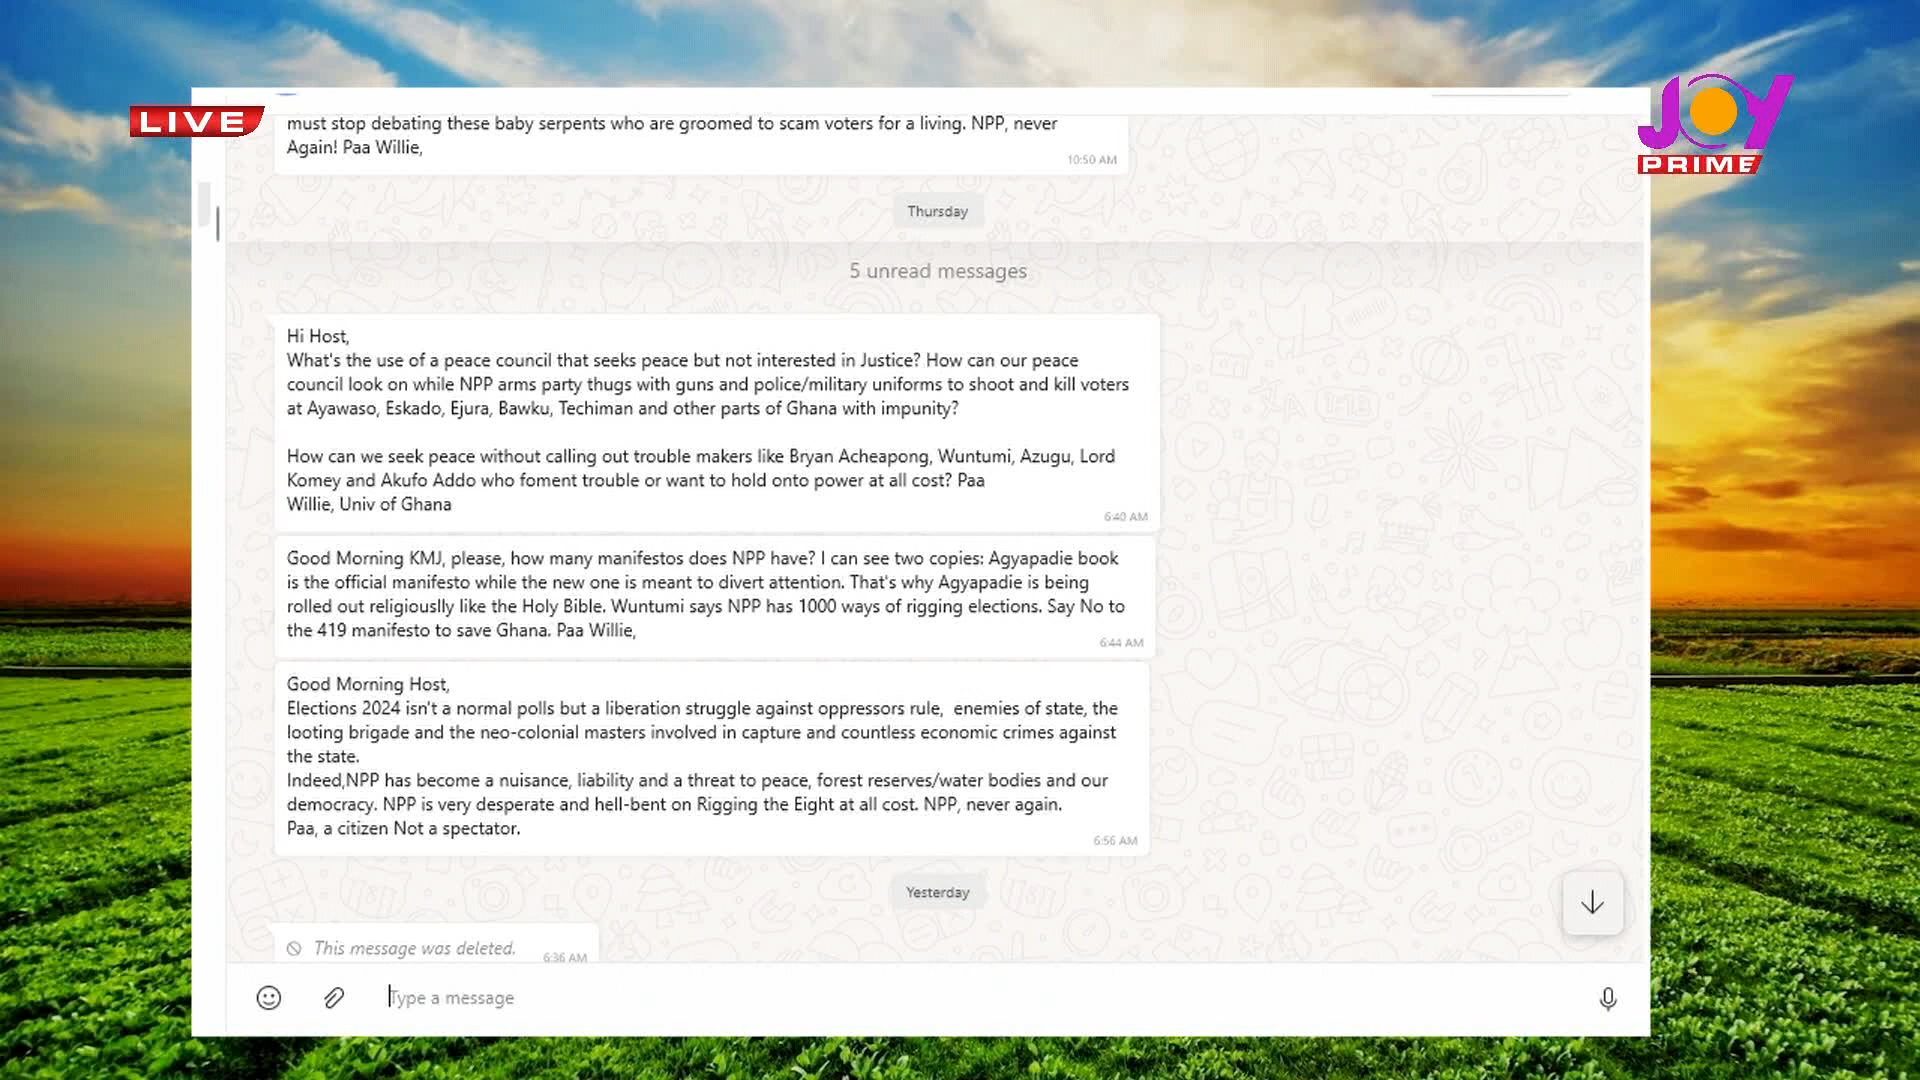 LIVE
JOY
PRIME
must stop debating these baby serpents who are groomed to scam voters for a living. NPP, never
Again! Paa Willie,
10:50 AM
Thursday
5 unread messages
Hi Host,
What's the use of a peace council that seeks peace but not interested in Justice? How can our peace
council look on while NPP arms party thugs with guns and police/military uniforms to shoot and kill voters
at Ayawaso, Eskado, Ejura, Bawku, Techiman and other parts of Ghana with impunity?
How can we seek peace without calling out trouble makers like Bryan Acheapong, Wuntumi, Azugu, Lord
Komey and Akufo Addo who foment trouble or want to hold onto power at all cost? Paa
Willie, Univ of Ghana
6:40 AM
Good Morning KMJ, please, how many manifestos does NPP have? I can see two copies: Agyapadie book
is the official manifesto while the new one is meant to divert attention. That's why Agyapadie is being
rolled out religiouslly like the Holy Bible. Wuntumi says NPP has 1000 ways of rigging elections. Say No to
the 419 manifesto to save Ghana. Paa Willie,
6:44 AM
Good Morning Host,
Elections 2024 isn't a normal polls but a liberation struggle against oppressors rule,  enemies of state, the
looting brigade and the neo-colonial masters involved in capture and countless economic crimes against
the state.
Indeed,NPP has become a nuisance, liability and a threat to peace, forest reserves/water bodies and our
democracy. NPP is very desperate and hell-bent on Rigging the Eight at all cost. NPP, never again.
Paa, a citizen Not a spectator.
6:56 AM
Yesterday
This message was deleted.
6:36 AM
Type a message